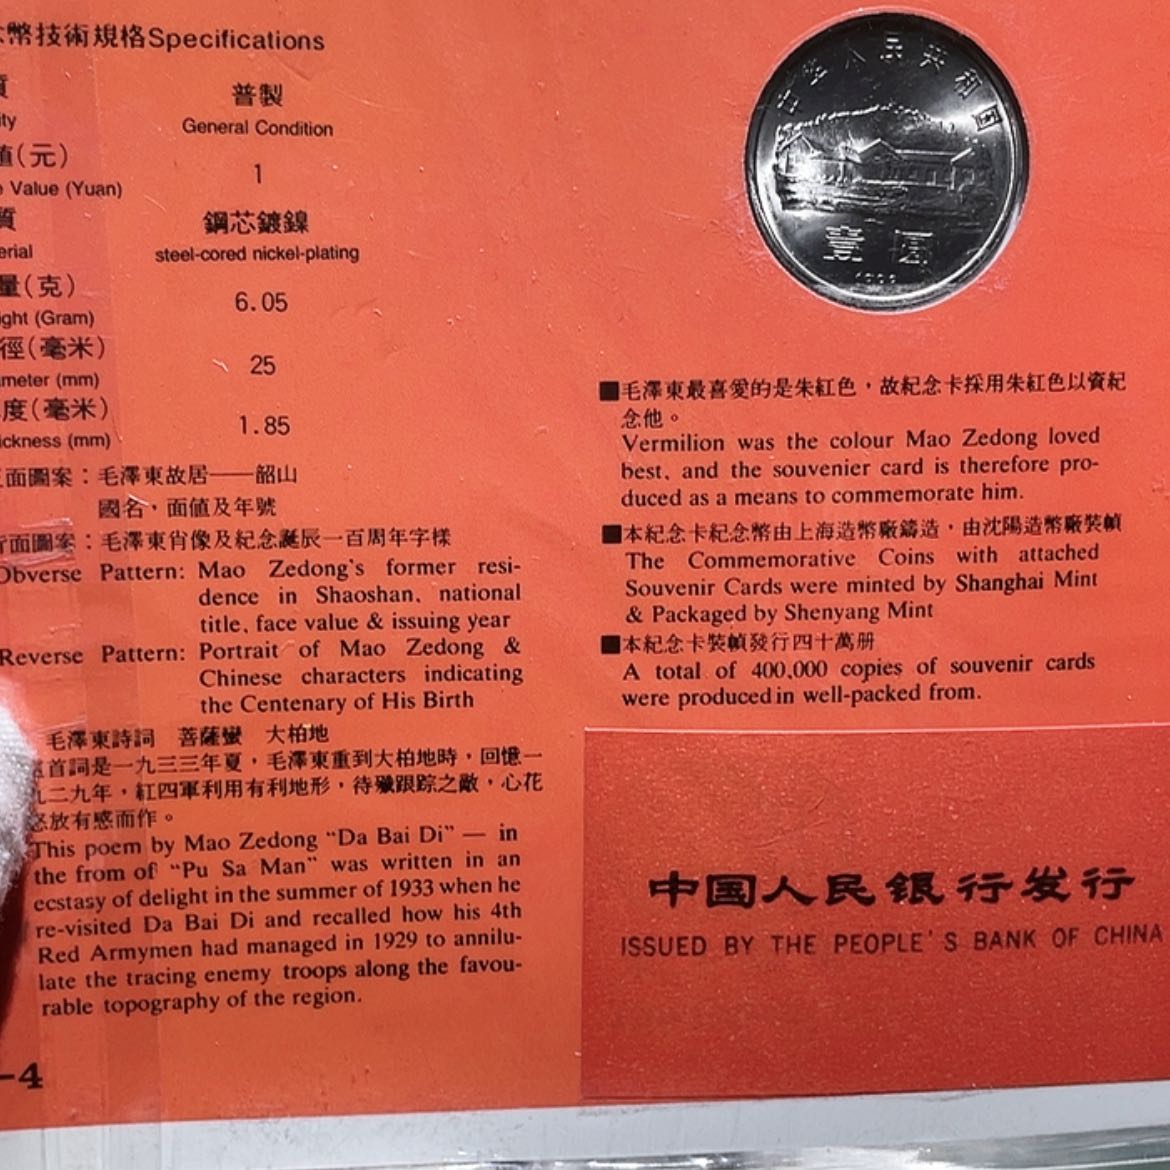 幣技術規格Specifications
質
ity
普製
General Condition
值(元)
e Value (Yuan)
1
質
erial
鋼芯鍍鎳
steel-cored nickel-plating
量(克)
ight (Gram)
6.05
徑(毫米)
meter (mm)
25
度(毫米)
ickness (mm)
1.85
面圖案：毛澤東故居——韶山
國名，面值及年號
面圖案：毛澤東肖像及紀念誕辰一百周年字樣
Obverse Pattern: Mao Zedong's former resi-
dence in Shaoshan, national
title, face value & issuing year
Reverse Pattern: Portrait of Mao Zedong &
Chinese characters indicating
the Centenary of His Birth
毛澤東詩詞 菩薩蠻 大柏地
首詞是一九三三年夏，毛澤東重到大柏地時，回憶一
九二九年，紅四軍利用有利地形，待殲跟踪之敵，心花
怒放有感而作。
This poem by Mao Zedong "Da Bai Di" — in
the from of "Pu Sa Man" was written in an
ecstasy of delight in the summer of 1933 when he
re-visited Da Bai Di and recalled how his 4th
Red Armymen had managed in 1929 to annilu-
late the tracing enemy troops along the favou-
rable topography of the region.
-4
中华人民共和国
壹圆
■毛澤東最喜愛的是朱紅色，故紀念卡採用朱紅色以資紀
念他。
Vermilion was the colour Mao Zedong loved
best, and the souvenier card is therefore pro-
duced as a means to commemorate him.
■本紀念卡紀念幣由上海造幣廠鑄造，由沈陽造幣廠裝幀
The Commemorative Coins with attached
Souvenir Cards were minted by Shanghai Mint
& Packaged by Shenyang Mint
■本紀念卡裝幀發行四十萬册
A total of 400,000 copies of souvenir cards
were produced in well-packed from.
中国人民银行发行
ISSUED BY THE PEOPLE'S BANK OF CHINA